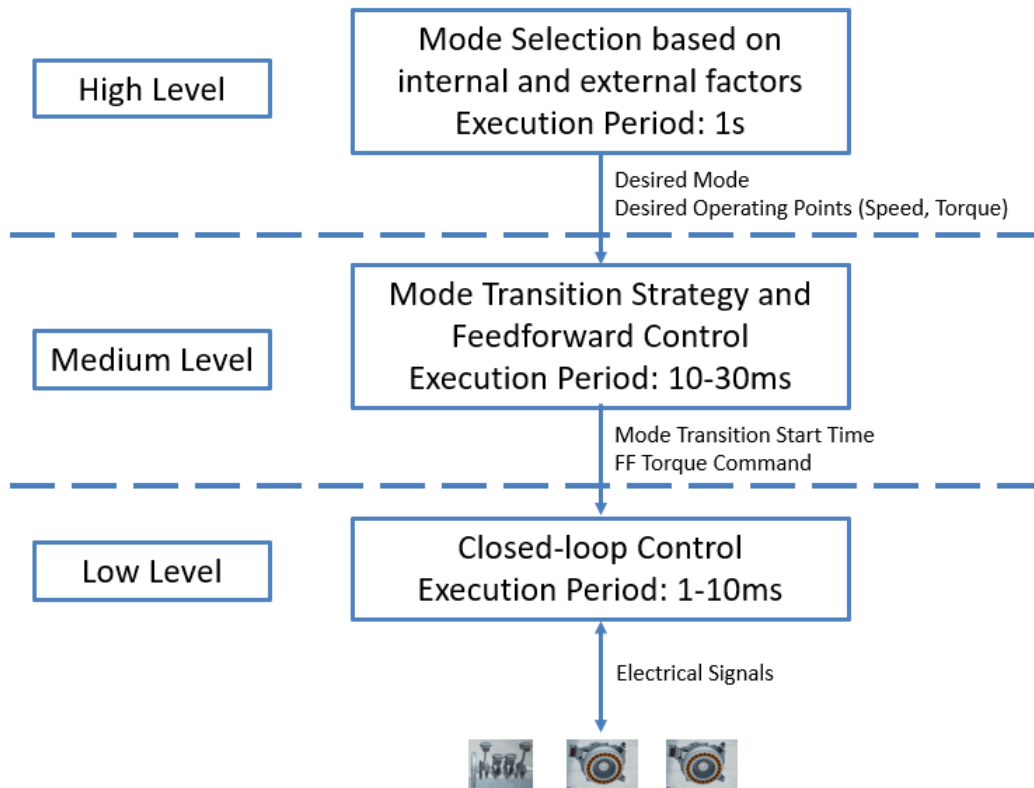 High Level
Mode Selection based on
internal and external factors
Execution Period: 1s
Desired Mode
Desired Operating Points (Speed, Torque)
Medium Level
Mode Transition Strategy and
Feedforward Control
Execution Period: 10-30ms
Mode Transition Start Time
FF Torque Command
Low Level
Closed-loop Control
Execution Period: 1-10ms
Electrical Signals